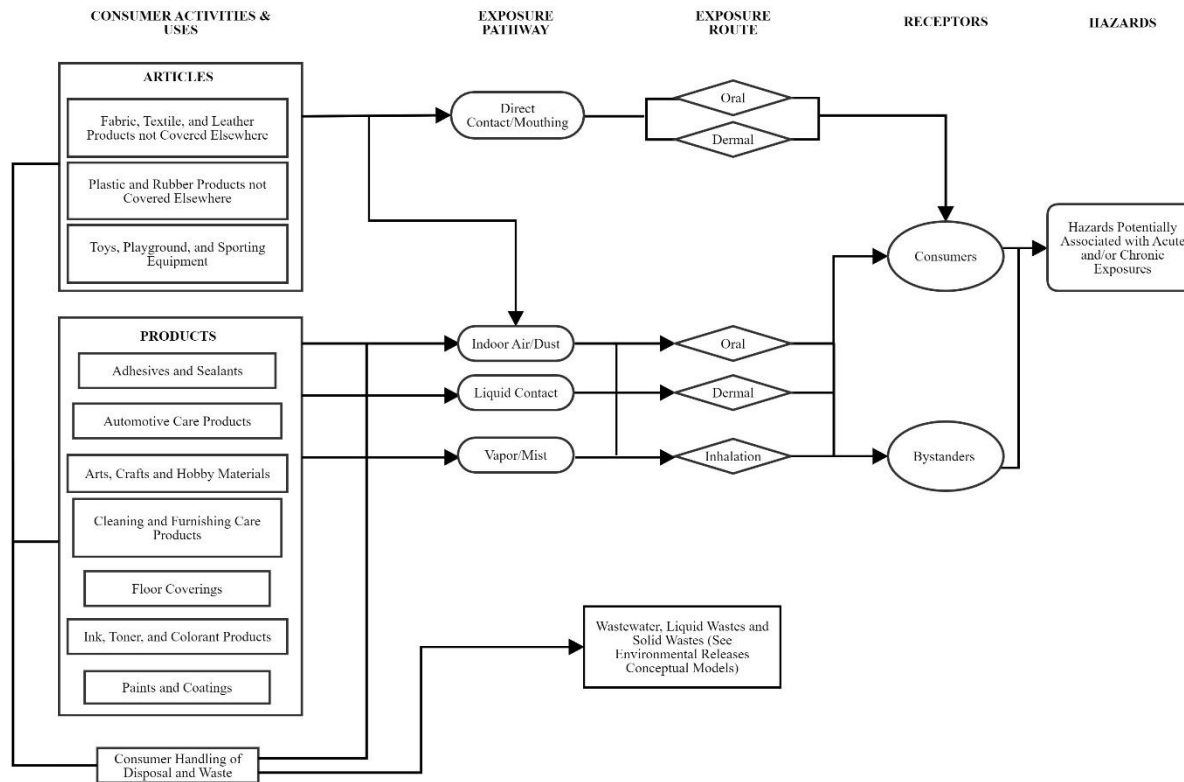 CONSUMER ACTIVITIES &
USES
EXPOSURE
PATHWAY
EXPOSURE
ROUTE
RECEPTORS
HAZARDS
ARTICLES
Fabric, Textile, and Leather
Products not Covered Elsewhere
Plastic and Rubber Products not
Covered Elsewhere
Toys, Playground, and Sporting
Equipment
Direct
Contact/Mouthing
Oral
Dermal
Consumers
Hazards Potentially
Associated with Acute
and/or Chronic
Exposures
PRODUCTS
Adhesives and Sealants
Automotive Care Products
Arts, Crafts and Hobby Materials
Cleaning and Furnishing Care
Products
Floor Coverings
Ink, Toner, and Colorant Products
Paints and Coatings
Indoor Air/Dust
Oral
Liquid Contact
Dermal
Vapor/Mist
Inhalation
Bystanders
Wastewater, Liquid Wastes and
Solid Wastes (See
Environmental Releases
Conceptual Models)
Consumer Handling of
Disposal and Waste